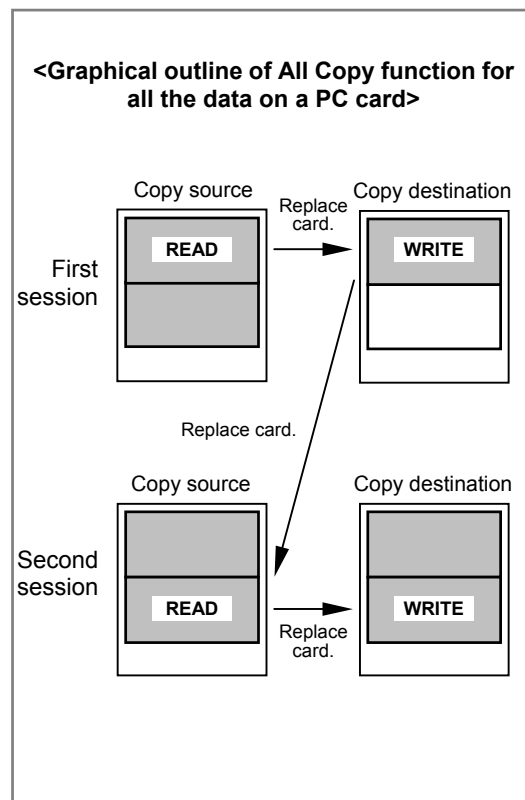 <Graphical outline of All Copy function for
all the data on a PC card>
Copy source
Replace
card.
Copy destination
First
session
READ
WRITE
Replace card.
Copy source
Copy destination
Second
session
READ
WRITE
Replace
card.